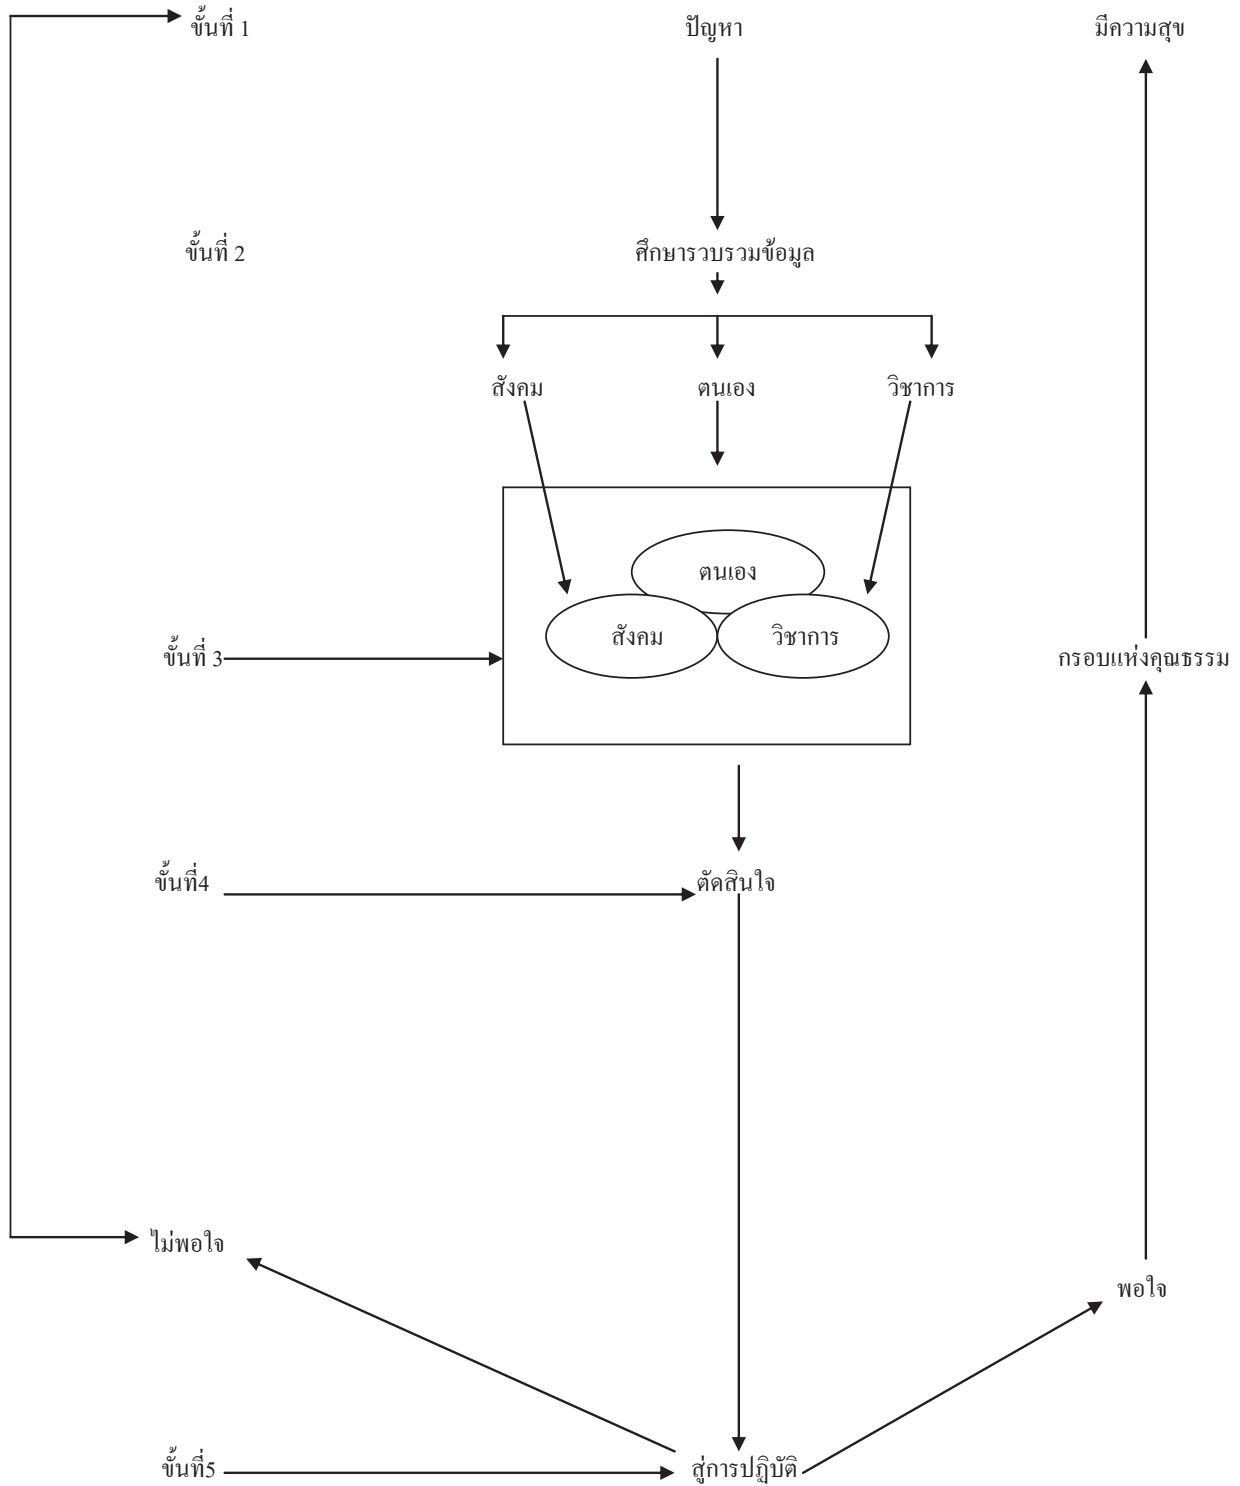 ขั้นที่ 1 ปัญหา มีความสุข
ขั้นที่ 2 ศึกษารวบรวมข้อมูล
สังคม ตนเอง วิชาการ
ตนเอง
สังคม วิชาการ
ขั้นที่ 3 กรอบแห่งคุณธรรม
ขั้นที่4 ตัดสินใจ
ไม่พอใจ
พอใจ
ขั้นที่5 สู่การปฏิบัติ